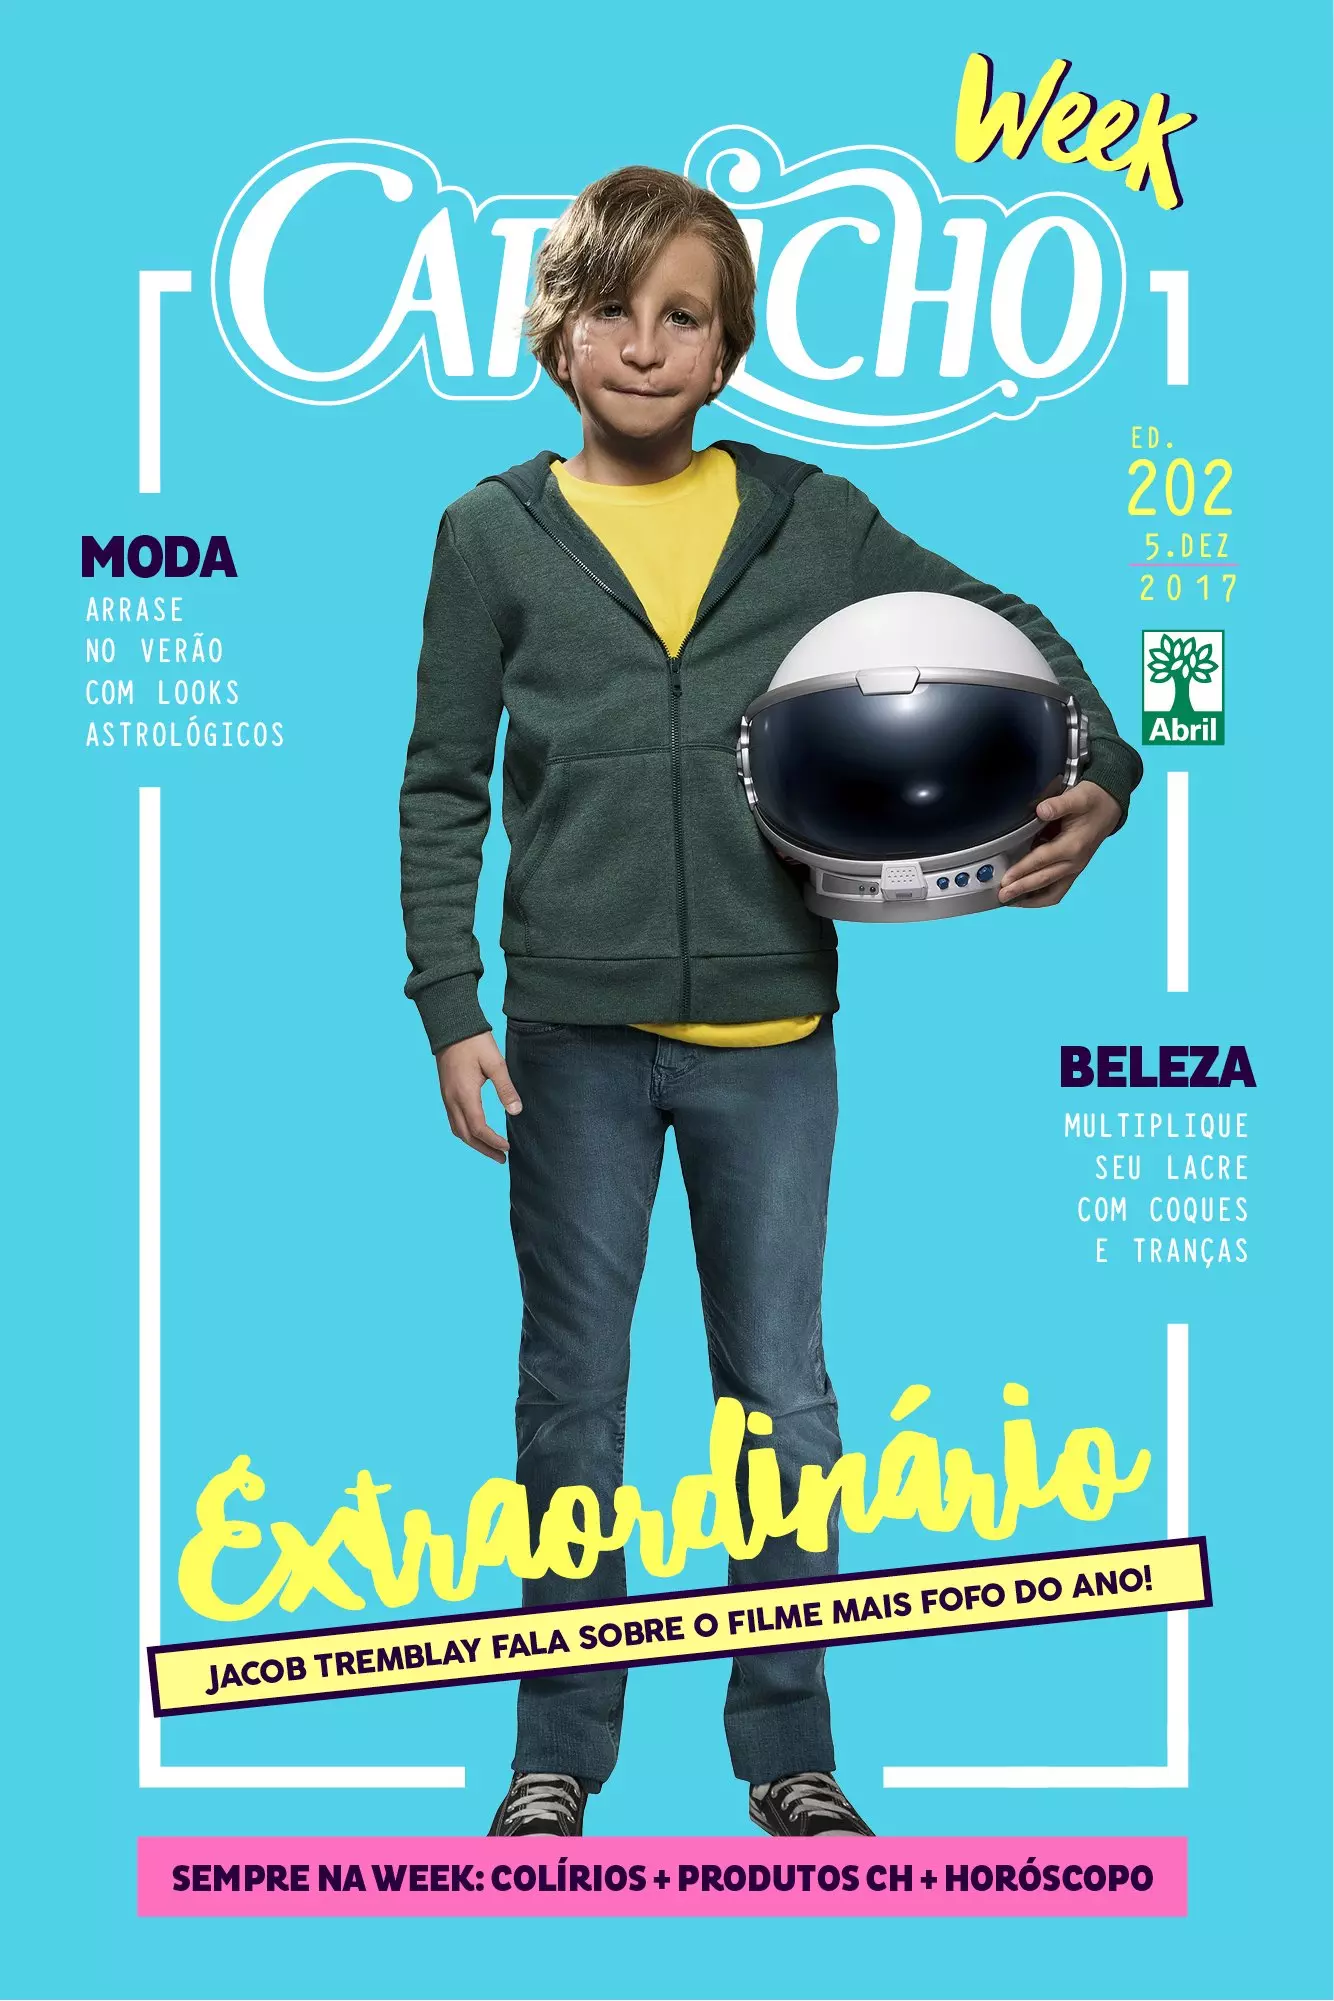 Week
CAPRICHO
ED.
202
5.DEZ
2017
Abril
MODA
ARRASE
NO VERÃO
COM LOOKS
ASTROLÓGICOS
BELEZA
MULTIPLIQUE
SEU LACRE
COM COQUES
E TRANÇAS
Extraordinário
JACOB TREMBLAY FALA SOBRE O FILME MAIS FOFO DO ANO!
SEMPRE NA WEEK: COLÍRIOS + PRODUTOS CH + HORÓSCOPO